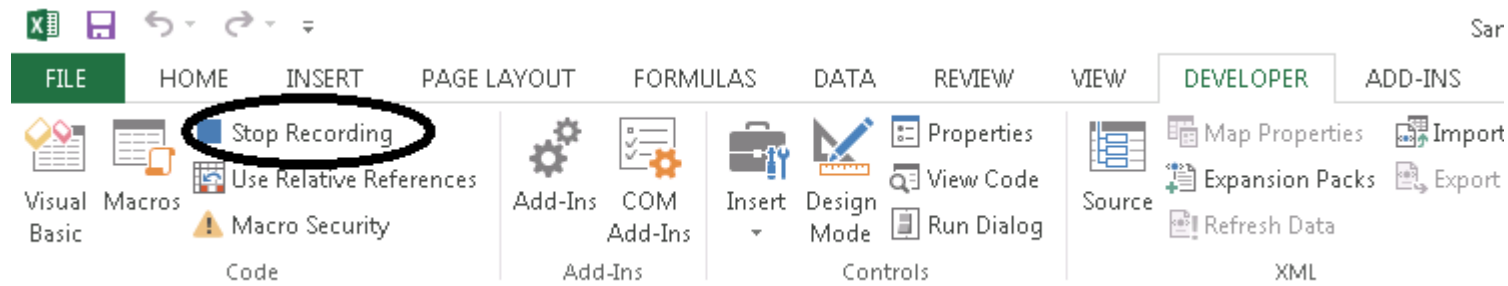 Sar
FILE HOME INSERT PAGE LAYOUT FORMULAS DATA REVIEW VIEW DEVELOPER ADD-INS
Stop Recording
Use Relative References
Macro Security
Visual Basic
Macros
Code
Add-Ins
COM Add-Ins
Add-Ins
Insert
Design Mode
Properties
View Code
Run Dialog
Controls
Source
Map Properties
Expansion Packs
Refresh Data
Import
Export
XML